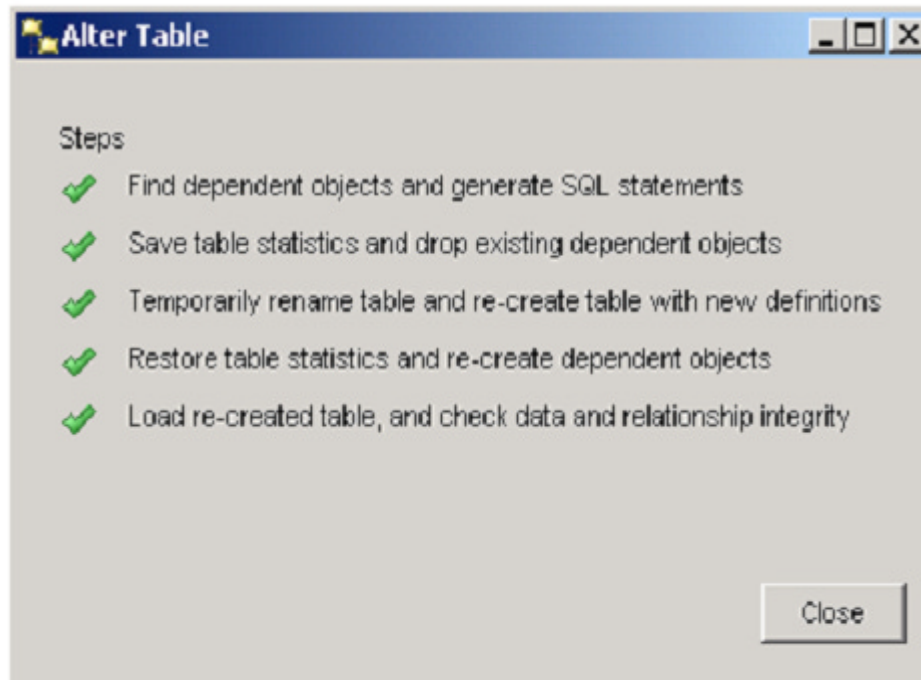 Alter Table
Steps
Find dependent objects and generate SQL statements
Save table statistics and drop existing dependent objects
Temporarily rename table and re-create table with new definitions
Restore table statistics and re-create dependent objects
Load re-created table, and check data and relationship integrity
Close